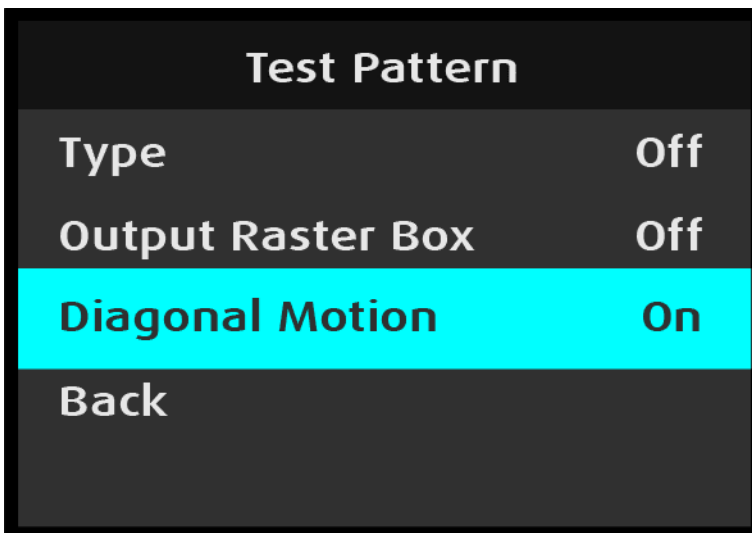 Test Pattern
Type Off
Output Raster Box Off
Diagonal Motion On
Back